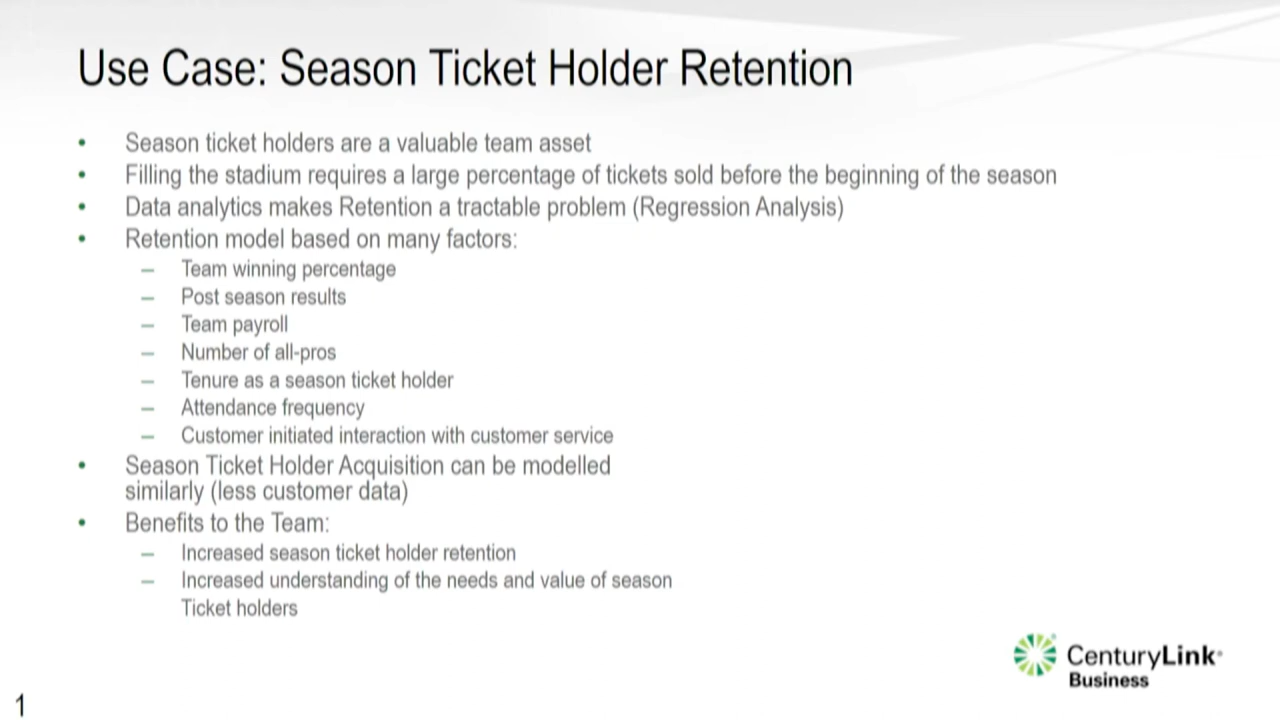 Use Case: Season Ticket Holder Retention
• Season ticket holders are a valuable team asset
• Filling the stadium requires a large percentage of tickets sold before the beginning of the season
• Data analytics makes Retention a tractable problem (Regression Analysis)
• Retention model based on many factors:
– Team winning percentage
– Post season results
– Team payroll
– Number of all-pros
– Tenure as a season ticket holder
– Attendance frequency
– Customer initiated interaction with customer service
• Season Ticket Holder Acquisition can be modelled
similarly (less customer data)
• Benefits to the Team:
– Increased season ticket holder retention
– Increased understanding of the needs and value of season
Ticket holders
CenturyLink®
Business
1